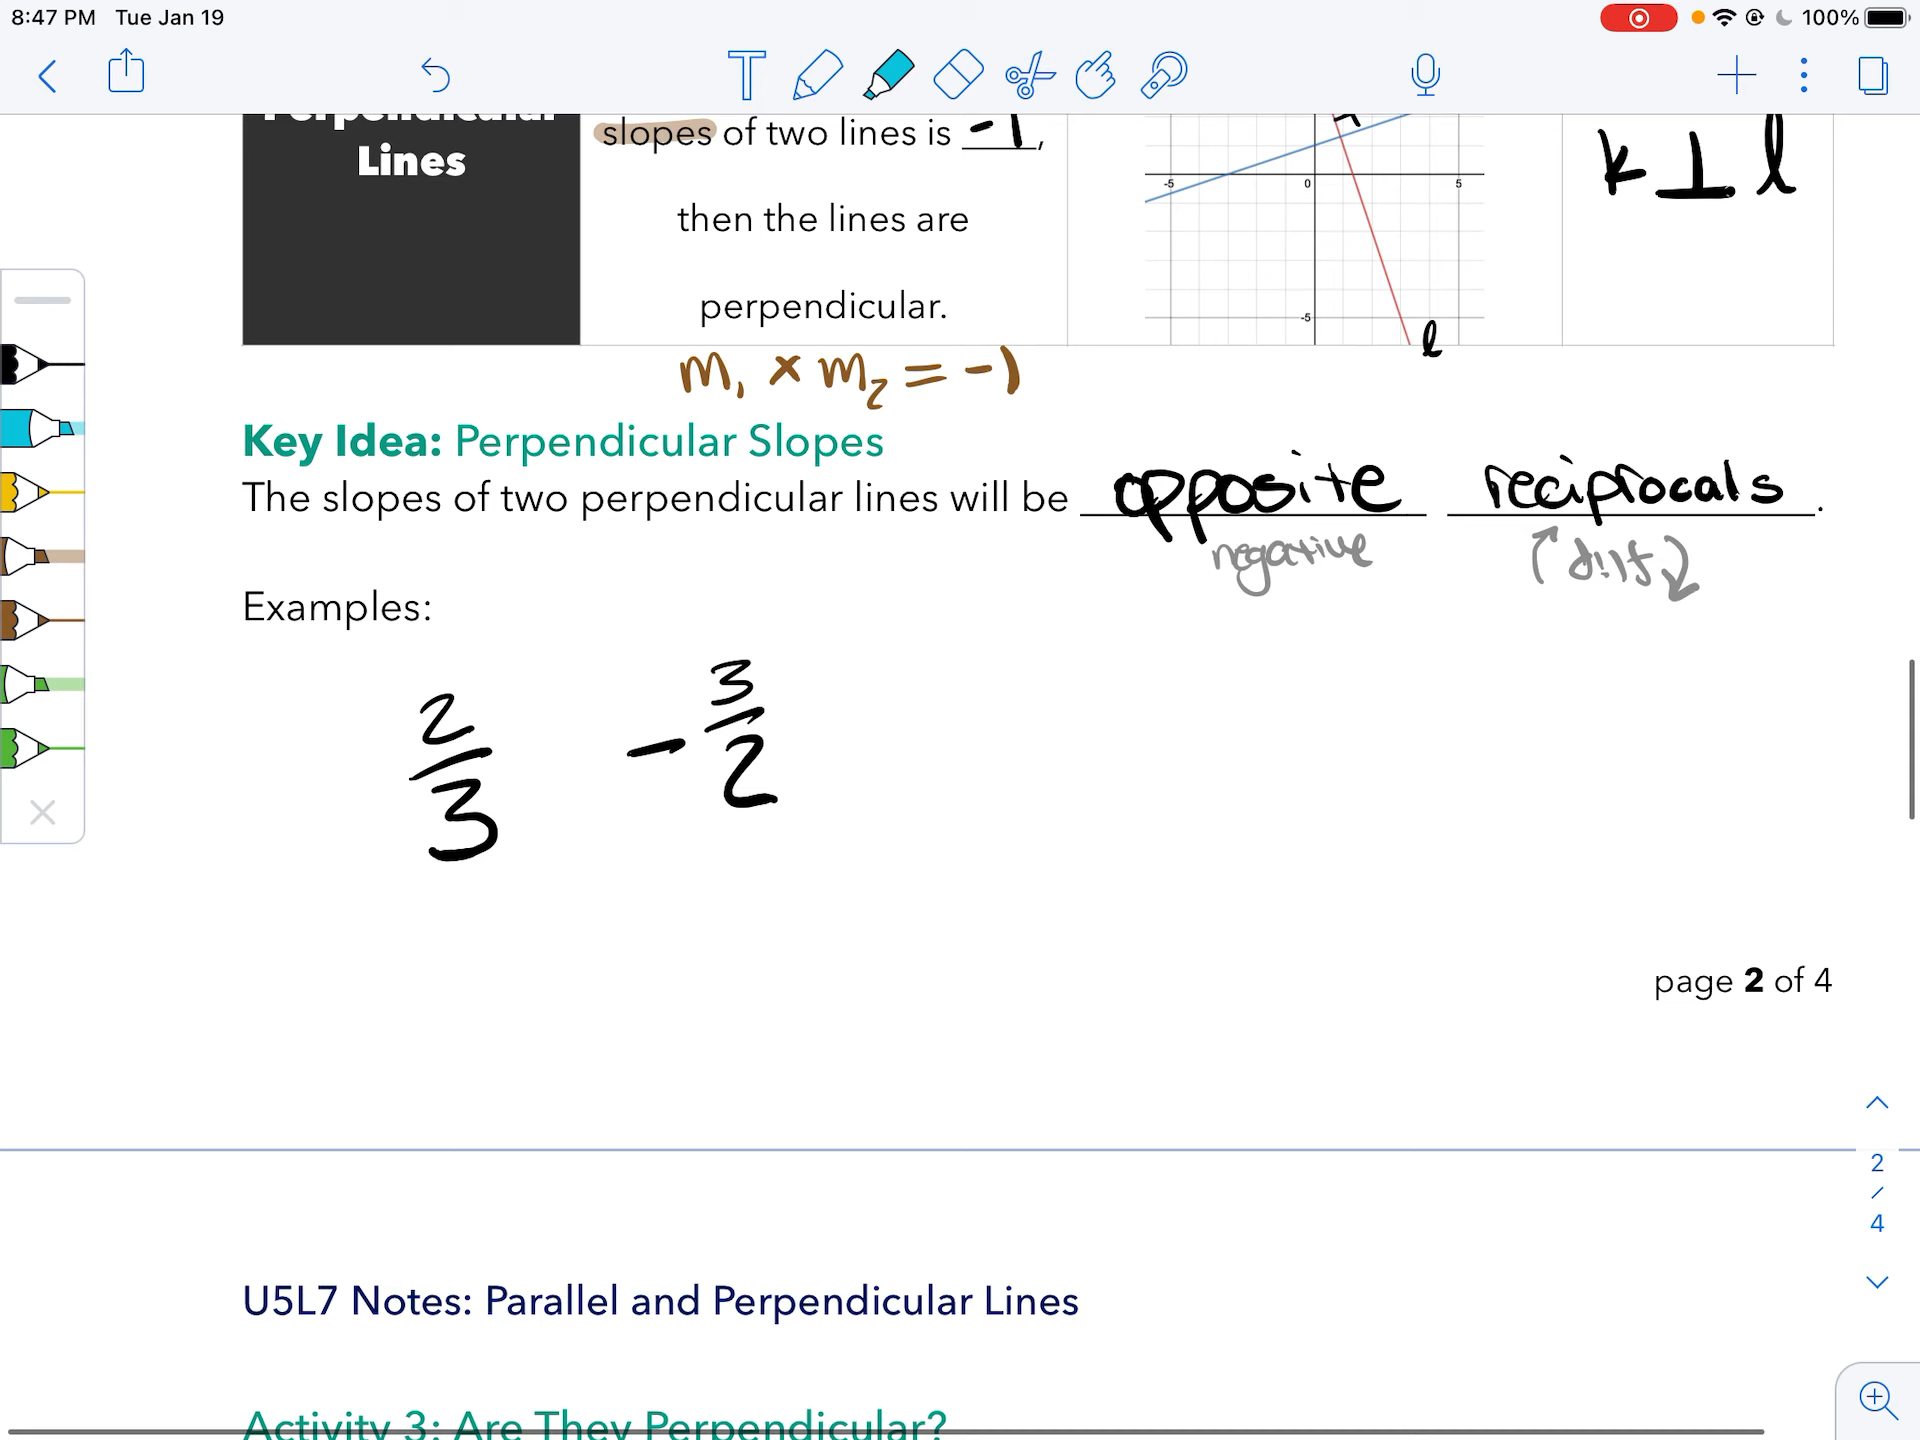 8:47 PM Tue Jan 19
100%
Perpendicular
Lines
slopes of two lines is -1,
then the lines are
perpendicular.
-5 0 5
-5
l
k ⊥ l
m₁ × m₂ = -1
Key Idea: Perpendicular Slopes
The slopes of two perpendicular lines will be opposite reciprocals.
negative flip
Examples:
2/3 -3/2
page 2 of 4
2
/
4
U5L7 Notes: Parallel and Perpendicular Lines
Activity 3: Are They Perpendicular?